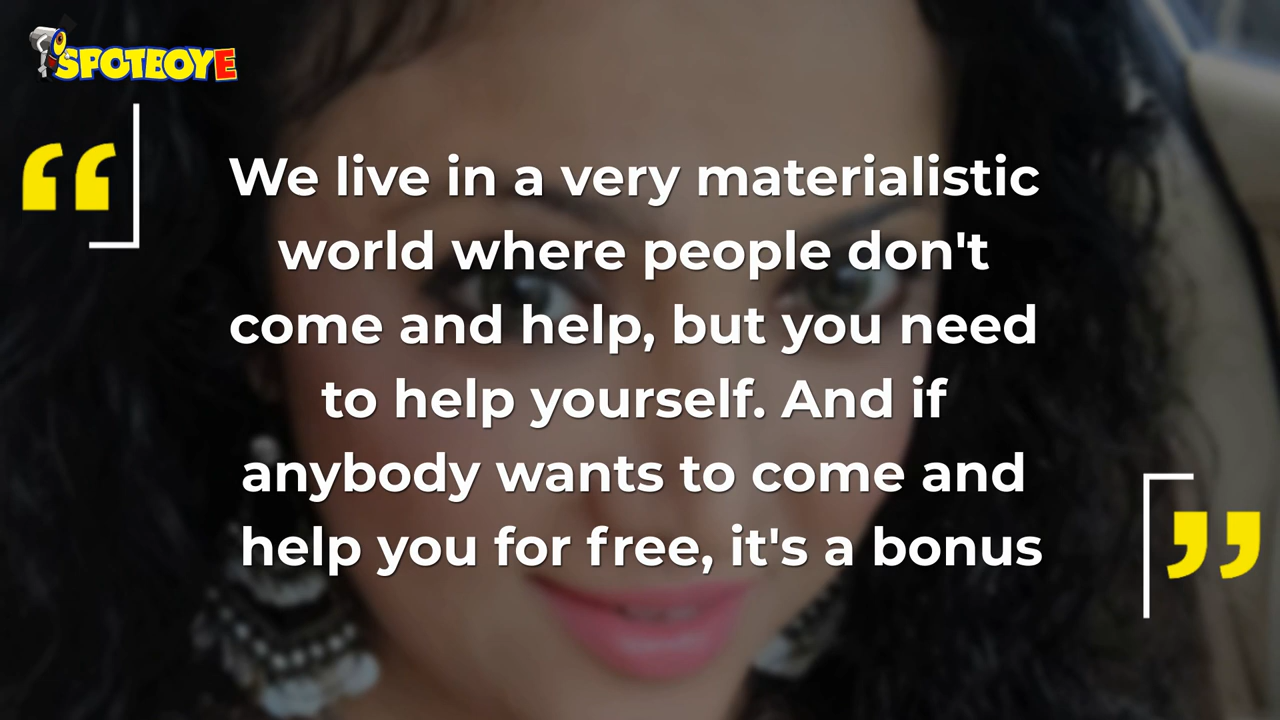 SPOTBOYE
We live in a very materialistic
world where people don't
come and help, but you need
to help yourself. And if
anybody wants to come and
help you for free, it's a bonus